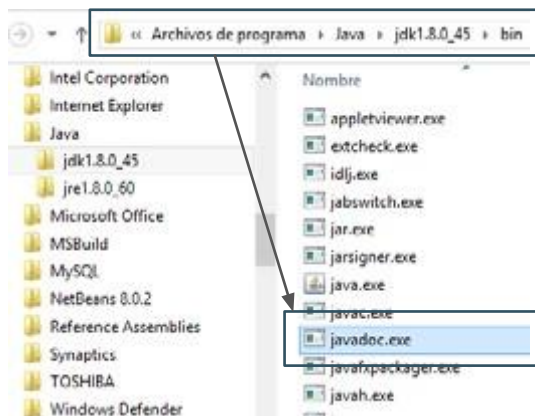 « Archivos de programa › Java › jdk1.8.0_45 › bin
Intel Corporation
Internet Explorer
Java
jdk1.8.0_45
jre1.8.0_60
Microsoft Office
MSBuild
MySQL
NetBeans 8.0.2
Reference Assemblies
Synaptics
TOSHIBA
Windows Defender
Nombre
appletviewer.exe
extcheck.exe
idlj.exe
jabswitch.exe
jar.exe
jarsigner.exe
java.exe
javac.exe
javadoc.exe
javafxpackager.exe
javah.exe